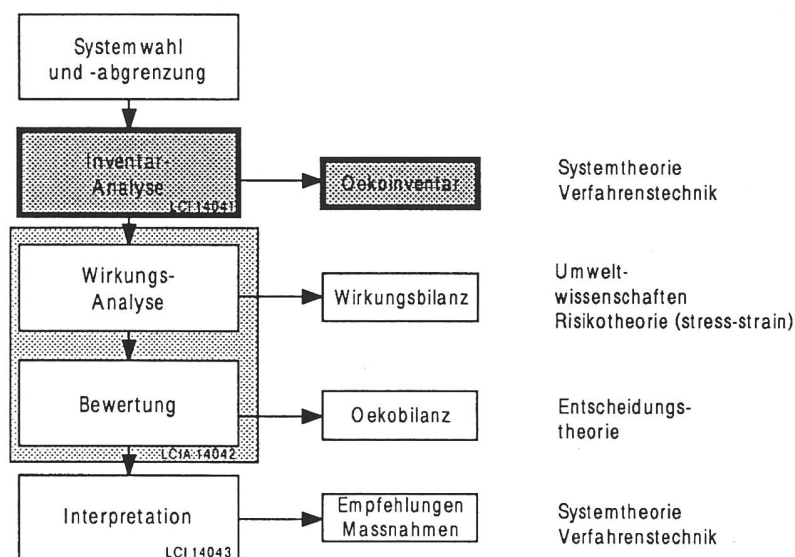 Systemwahl
und -abgrenzung
Inventar-
Analyse
LCI 14041
Oekoinventar
Systemtheorie
Verfahrenstechnik
Wirkungs-
Analyse
Wirkungsbilanz
Umwelt-
wissenschaften
Risikotheorie (stress-strain)
Bewertung
LCIA 14042
Oekobilanz
Entscheidungs-
theorie
Interpretation
LCI 14043
Empfehlungen
Massnahmen
Systemtheorie
Verfahrenstechnik